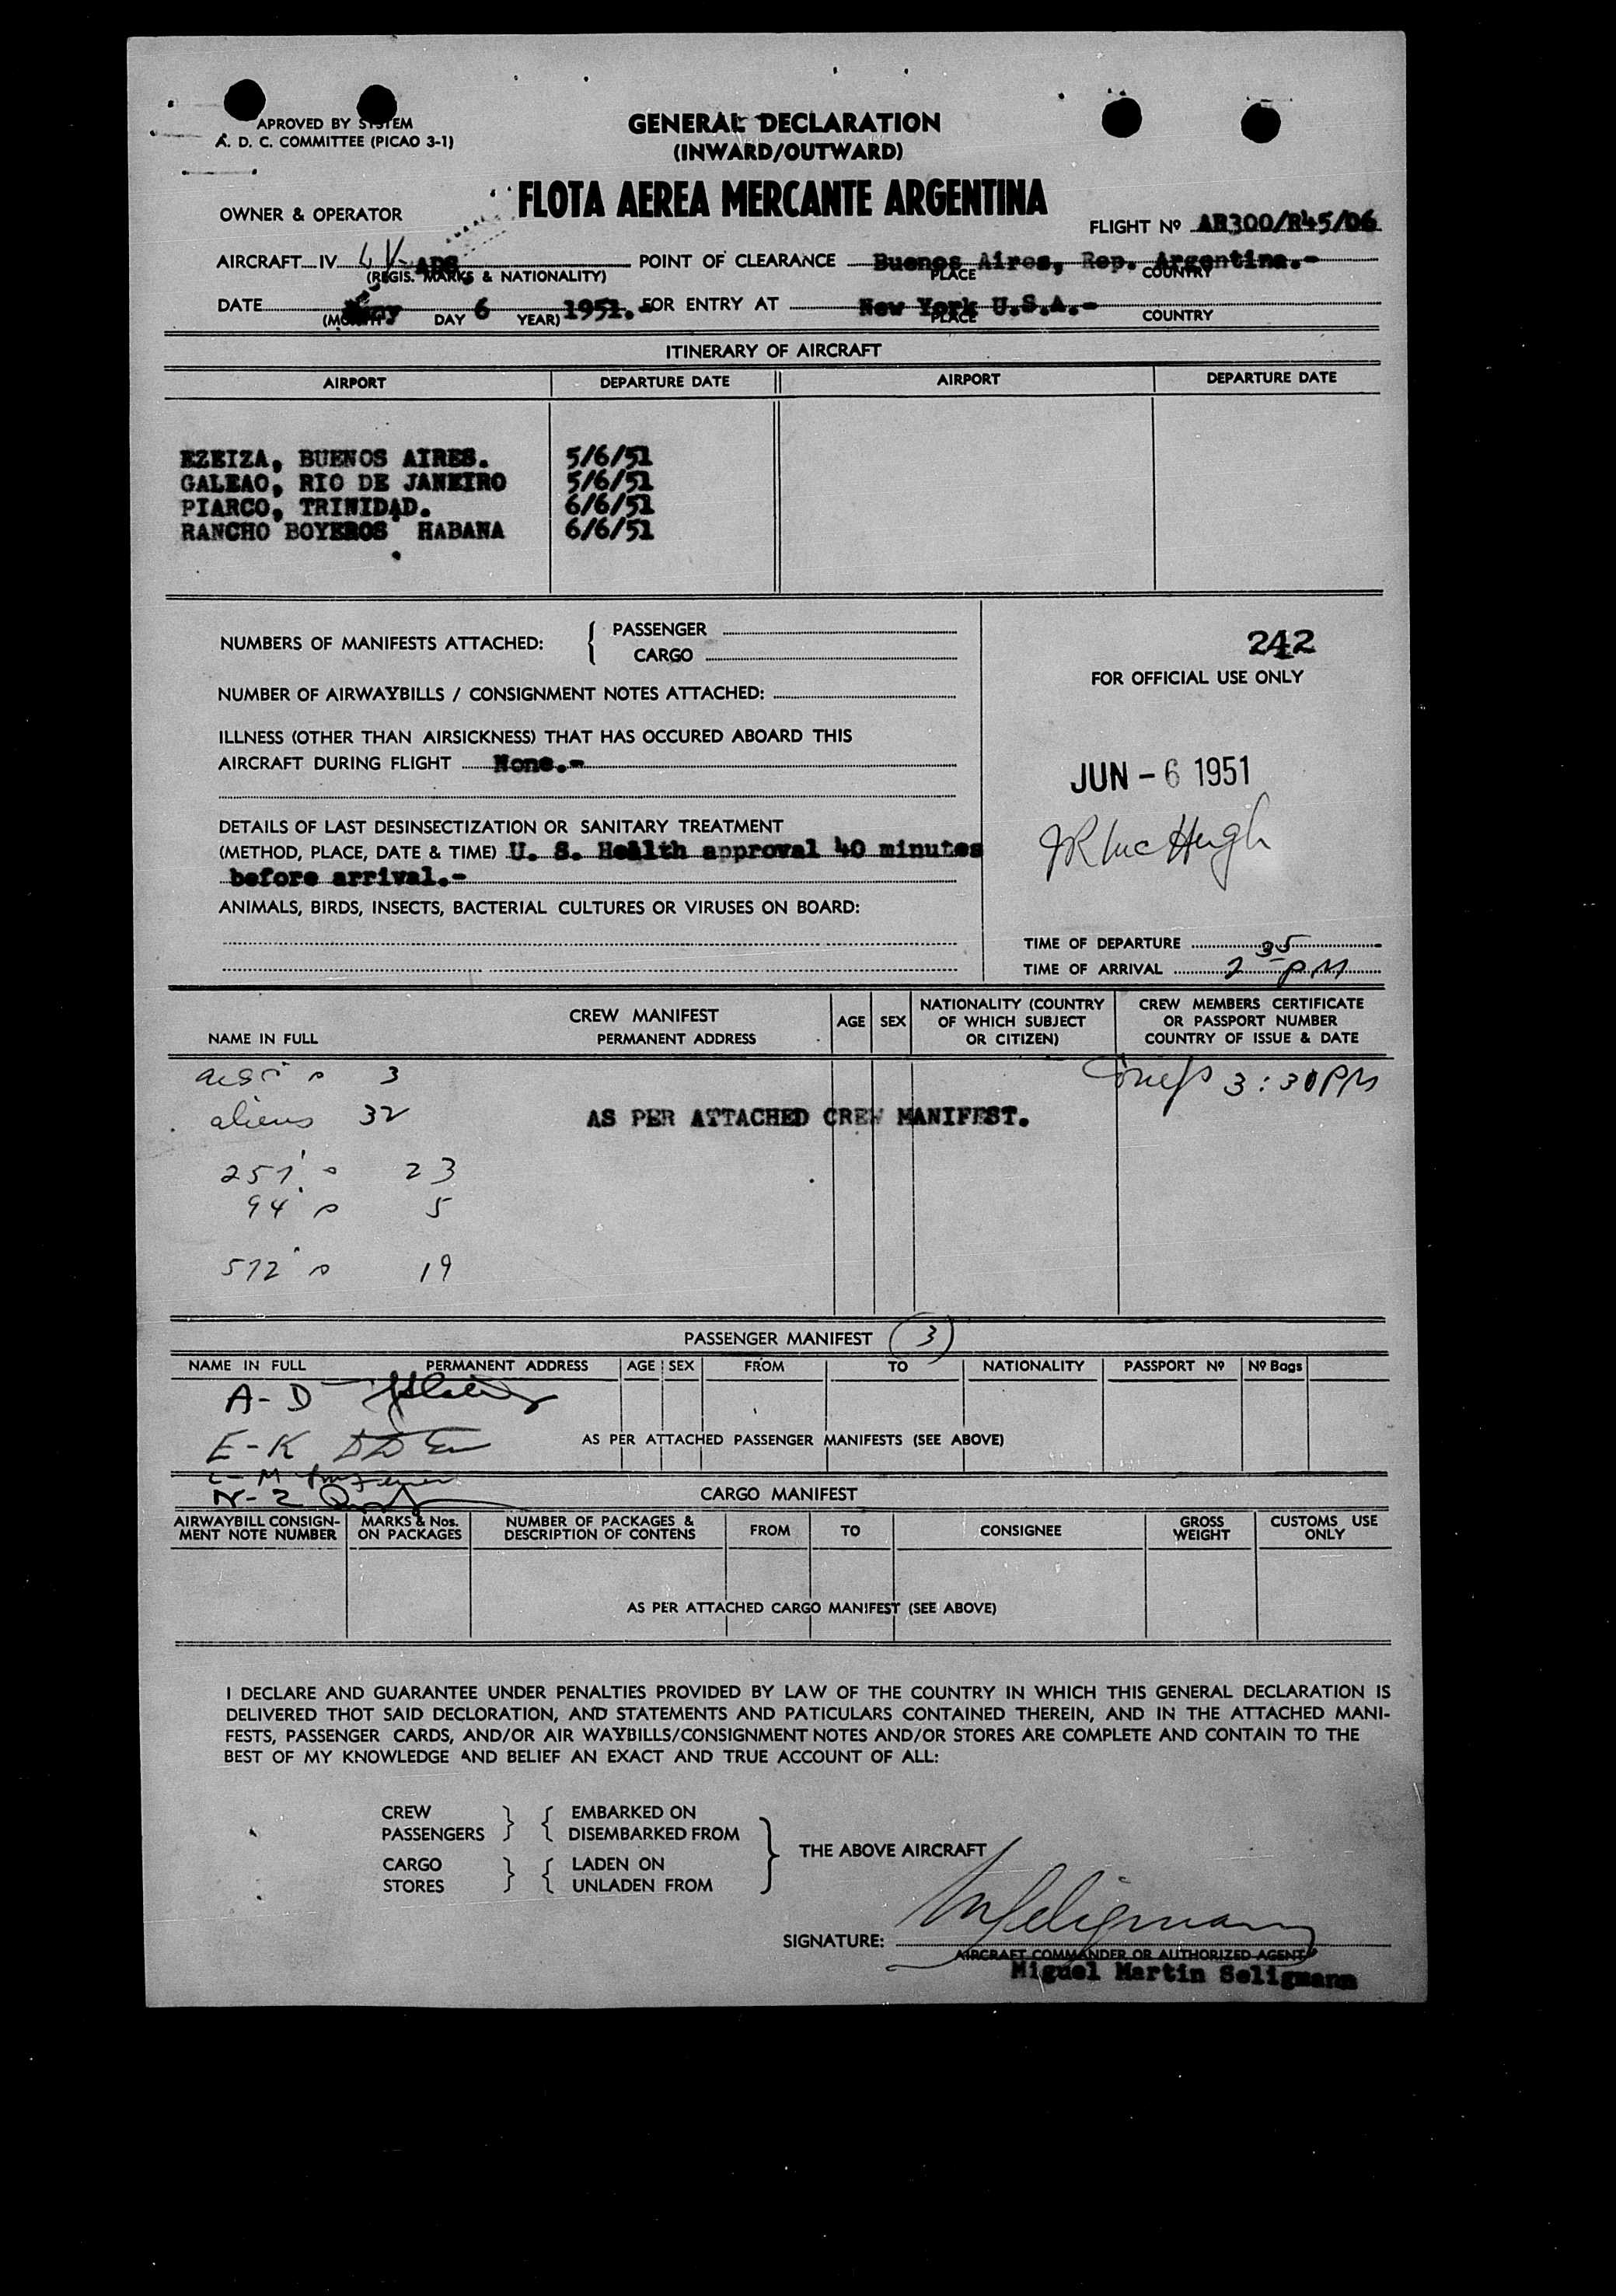 APROVED BY SYSTEM
A. D. C. COMMITTEE (PICAO 3-1)
GENERAL DECLARATION
(INWARD/OUTWARD)
FLOTA AEREA MERCANTE ARGENTINA
OWNER & OPERATOR
FLIGHT Nº AR300/R45/06
AIRCRAFT IV LV-ADS POINT OF CLEARANCE Buenos Aires, Rep. Argentina.-
(REGIS. MARKS & NATIONALITY) PLACE COUNTRY
DATE 6 1951.- FOR ENTRY AT New York U.S.A.-
(MONTH DAY YEAR) PLACE COUNTRY
ITINERARY OF AIRCRAFT
AIRPORT DEPARTURE DATE AIRPORT DEPARTURE DATE
EZEIZA, BUENOS AIRES. 5/6/51
GALEAO, RIO DE JANEIRO 5/6/51
PIARCO, TRINIDAD. 6/6/51
RANCHO BOYEROS HABANA 6/6/51
NUMBERS OF MANIFESTS ATTACHED: { PASSENGER
CARGO
242
FOR OFFICIAL USE ONLY
NUMBER OF AIRWAYBILLS / CONSIGNMENT NOTES ATTACHED:
ILLNESS (OTHER THAN AIRSICKNESS) THAT HAS OCCURED ABOARD THIS
AIRCRAFT DURING FLIGHT None.-
JUN - 6 1951
JR McHugh
DETAILS OF LAST DESINSECTIZATION OR SANITARY TREATMENT
(METHOD, PLACE, DATE & TIME) U. S. Health approval 40 minutes
before arrival.-
ANIMALS, BIRDS, INSECTS, BACTERIAL CULTURES OR VIRUSES ON BOARD:
TIME OF DEPARTURE
TIME OF ARRIVAL 2 35 PM
CREW MANIFEST
NAME IN FULL PERMANENT ADDRESS AGE SEX NATIONALITY (COUNTRY OF WHICH SUBJECT OR CITIZEN) CREW MEMBERS CERTIFICATE OR PASSPORT NUMBER COUNTRY OF ISSUE & DATE
3
3:30 PM
aliens 32
AS PER ATTACHED CREW MANIFEST.
257's 23
94's 5
572's 19
PASSENGER MANIFEST (3)
NAME IN FULL PERMANENT ADDRESS AGE SEX FROM TO NATIONALITY PASSPORT Nº Nº Bags
A-D
E-K
AS PER ATTACHED PASSENGER MANIFESTS (SEE ABOVE)
L-M
N-Z
CARGO MANIFEST
AIRWAYBILL CONSIGN-MENT NOTE NUMBER MARKS & Nos. ON PACKAGES NUMBER OF PACKAGES & DESCRIPTION OF CONTENS FROM TO CONSIGNEE GROSS WEIGHT CUSTOMS USE ONLY
AS PER ATTACHED CARGO MANIFEST (SEE ABOVE)
I DECLARE AND GUARANTEE UNDER PENALTIES PROVIDED BY LAW OF THE COUNTRY IN WHICH THIS GENERAL DECLARATION IS
DELIVERED THOT SAID DECLORATION, AND STATEMENTS AND PATICULARS CONTAINED THEREIN, AND IN THE ATTACHED MANI-
FESTS, PASSENGER CARDS, AND/OR AIR WAYBILLS/CONSIGNMENT NOTES AND/OR STORES ARE COMPLETE AND CONTAIN TO THE
BEST OF MY KNOWLEDGE AND BELIEF AN EXACT AND TRUE ACCOUNT OF ALL:
CREW } { EMBARKED ON
PASSENGERS } { DISEMBARKED FROM
THE ABOVE AIRCRAFT
CARGO } { LADEN ON
STORES } { UNLADEN FROM
SIGNATURE: M Seligmann
AIRCRAFT COMMANDER OR AUTHORIZED AGENT
Miguel Martin Seligmann